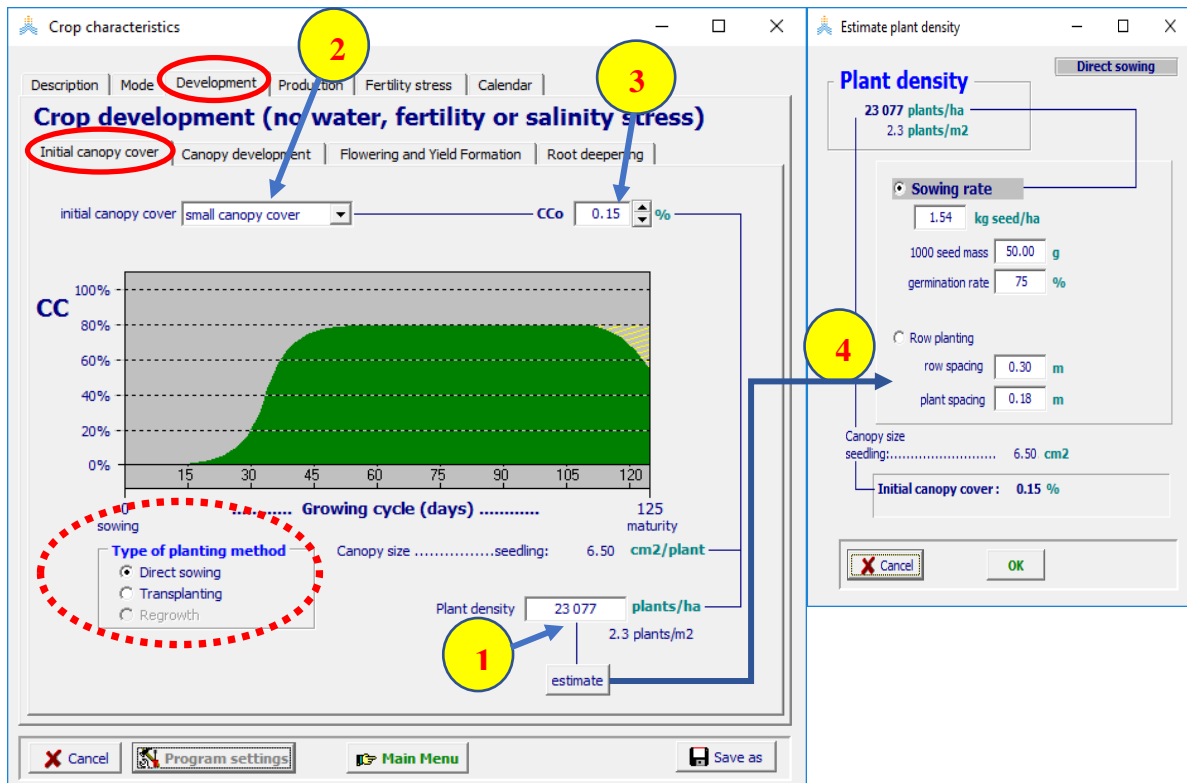 Crop characteristics
2
3
Description Mode Development Production Fertility stress Calendar
Crop development (no water, fertility or salinity stress)
Initial canopy cover Canopy development Flowering and Yield Formation Root deepening
initial canopy cover small canopy cover CCo 0.15 %
CC
100%
80%
60%
40%
20%
0%
15 30 45 60 75 90 105 120
0 ........... Growing cycle (days) ............ 125
sowing maturity
Type of planting method
Direct sowing
Transplanting
Regrowth
Canopy size ................seedling: 6.50 cm2/plant
Plant density 23 077 plants/ha
2.3 plants/m2
1
estimate
Cancel Program settings Main Menu Save as
Estimate plant density
Direct sowing
Plant density
23 077 plants/ha
2.3 plants/m2
Sowing rate
1.54 kg seed/ha
1000 seed mass 50.00 g
germination rate 75 %
4
Row planting
row spacing 0.30 m
plant spacing 0.18 m
Canopy size
seedling:.......................... 6.50 cm2
Initial canopy cover : 0.15 %
Cancel OK